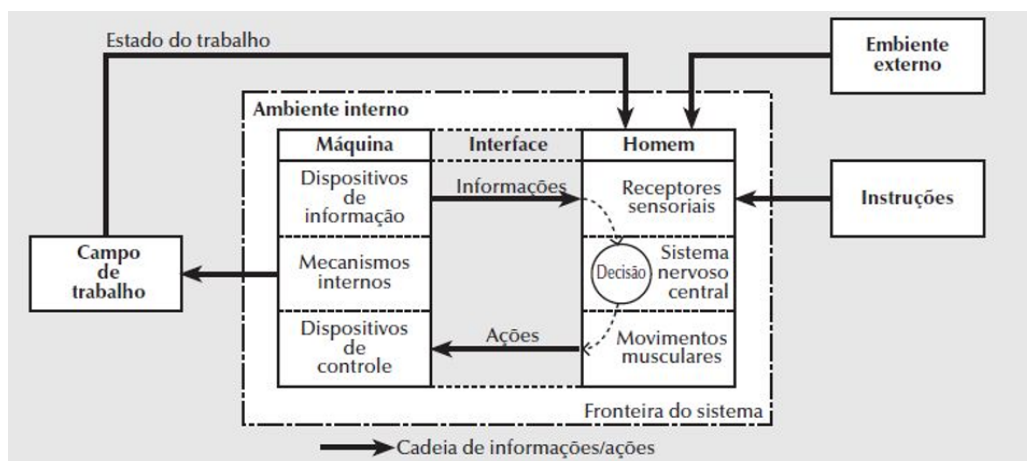 Estado do trabalho
Embiente
externo
Ambiente interno
Máquina
Interface
Homem
Dispositivos
de
informação
Informações
Receptores
sensoriais
Instruções
Campo
de
trabalho
Mecanismos
internos
Decisão
Sistema
nervoso
central
Dispositivos
de
controle
Ações
Movimentos
musculares
Fronteira do sistema
Cadeia de informações/ações